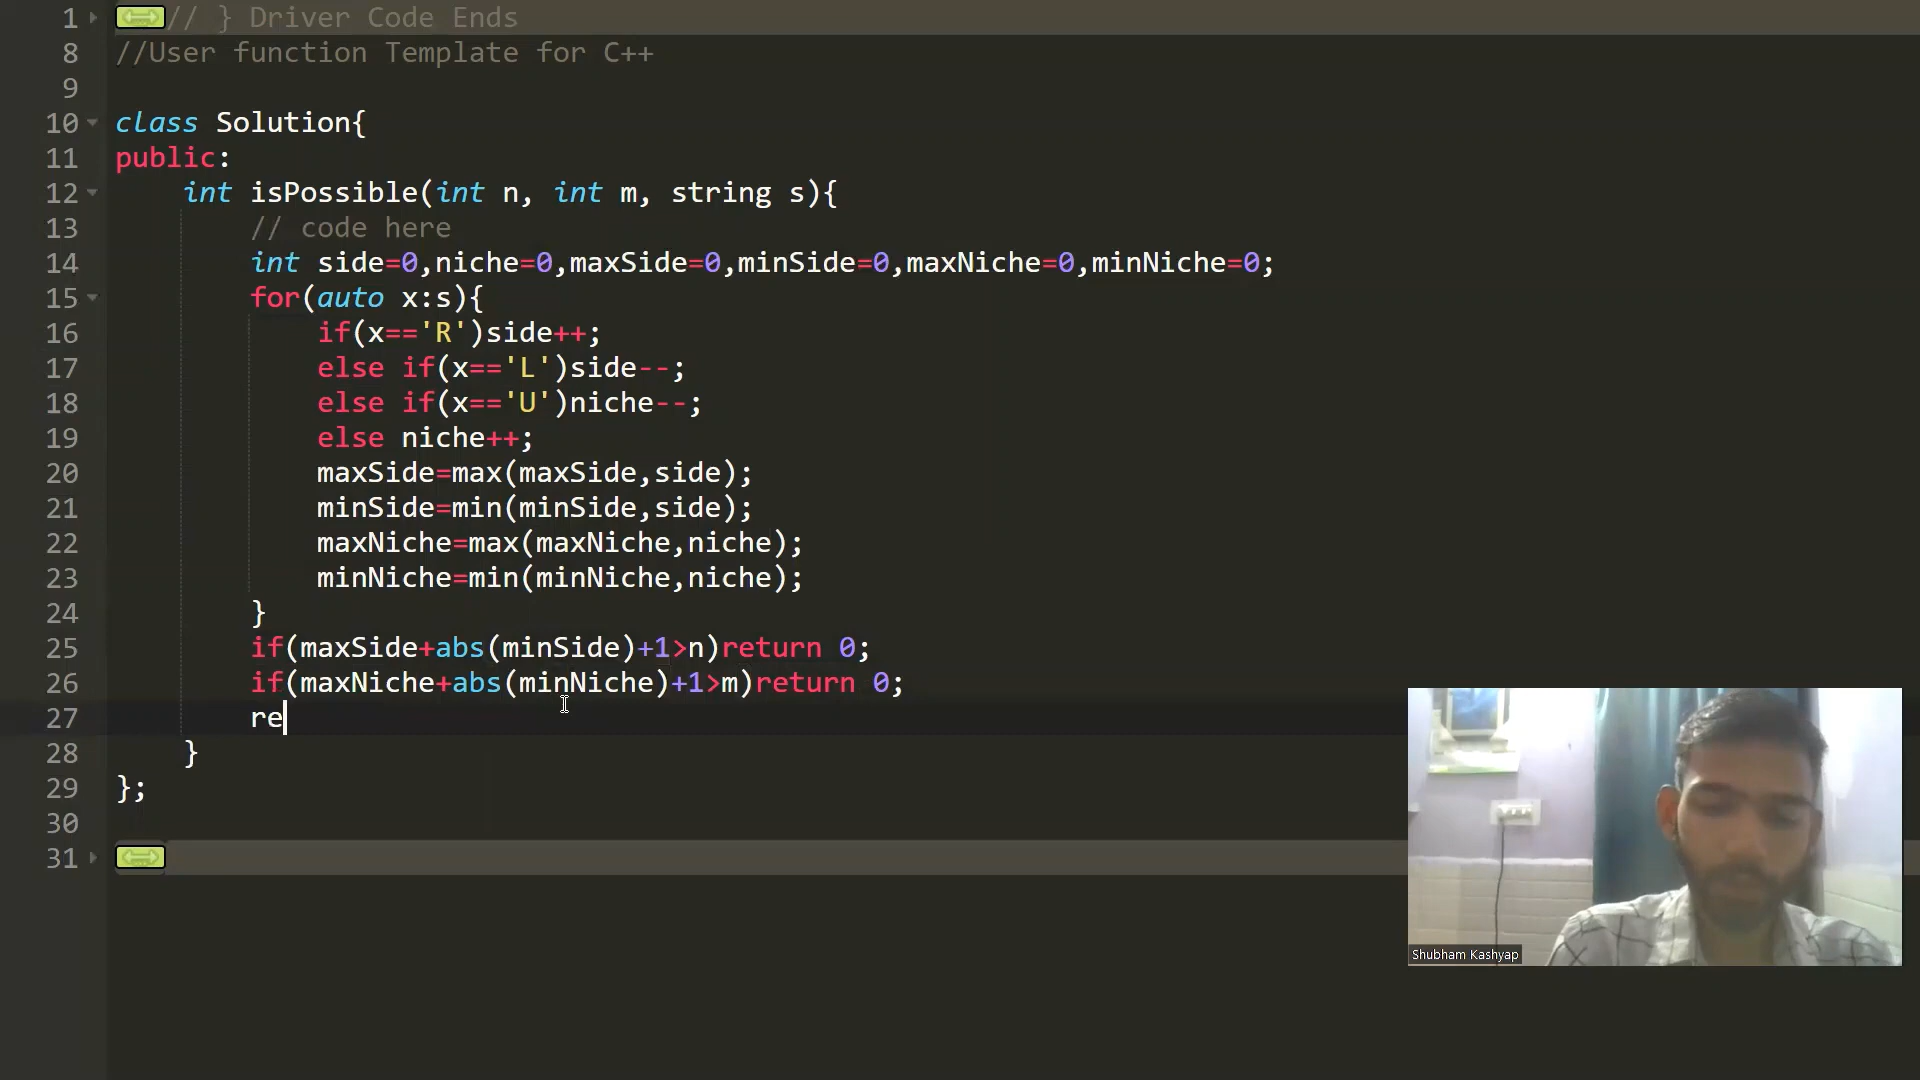 1 // } Driver Code Ends
8 //User function Template for C++
9
10 class Solution{
11 public:
12 int isPossible(int n, int m, string s){
13 // code here
14 int side=0,niche=0,maxSide=0,minSide=0,maxNiche=0,minNiche=0;
15 for(auto x:s){
16 if(x=='R')side++;
17 else if(x=='L')side--;
18 else if(x=='U')niche--;
19 else niche++;
20 maxSide=max(maxSide,side);
21 minSide=min(minSide,side);
22 maxNiche=max(maxNiche,niche);
23 minNiche=min(minNiche,niche);
24 }
25 if(maxSide+abs(minSide)+1>n)return 0;
26 if(maxNiche+abs(minNiche)+1>m)return 0;
27 re
28 }
29 };
30
31
Shubham Kashyap